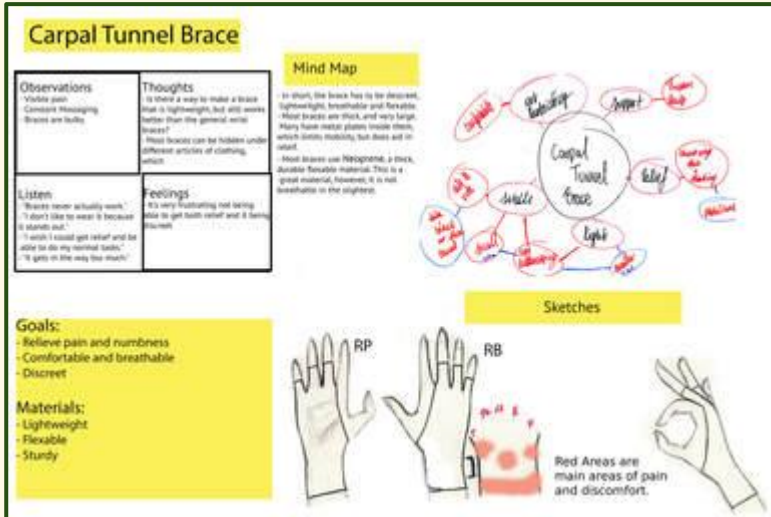 Carpal Tunnel Brace
Observations
- Visible pain
- Constant Massaging
- Braces are bulky
Thoughts
- Is there a way to make a brace
that is lightweight, but still works
better than the general wrist
braces?
- Most braces can be hidden under
different articles of clothing,
which
Listen
- "Braces never actually work."
- "I don't like to wear it because
it stands out."
- "I wish I could get relief and be
able to do my normal tasks."
- "It gets in the way too much."
Feelings
- It's very frustrating not being
able to get both relief and it being
discreet
Mind Map
- In short, the brace has to be
lightweight, breathable and flexable.
- Most braces are thick, and very large.
Many have metal plates inside them,
which limits mobility, but does aid in
relief.
- Most braces use Neoprene, a thick,
durable flexable material. This is a
great material, however, it is not
breathable in the slightest.
Carpal
Tunnel
Brace
support
relief
light
Goals:
- Relieve pain and numbness
- Comfortable and breathable
- Discreet
Materials:
- Lightweight
- Flexable
- Sturdy
Sketches
RP
RB
Red Areas are
main areas of pain
and discomfort.